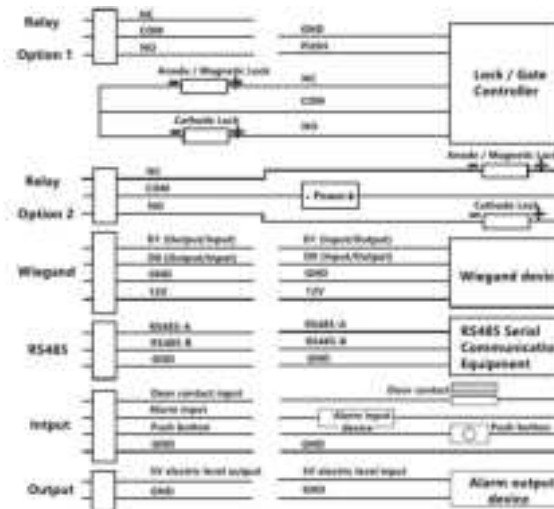 Relay
Option 1
NC
COM
NO
GND
PUSH
Lock / Gate
Controller
Anode / Magnetic Lock
NC
COM
Cathode Lock
NO
Relay
Option 2
NC
COM
NO
- Power +
Anode / Magnetic Lock
Cathode Lock
Wiegand
D1 (Output/Input)
D0 (Output/Input)
GND
12V
D1 (Input/Output)
D0 (Input/Output)
GND
12V
Wiegand device
RS485
RS485-A
RS485-B
GND
RS485-A
RS485-B
GND
RS485 Serial
Communication
Equipment
Intput
Door contact input
Alarm input
Push button
GND
Door contact
Alarm input
device
Push button
GND
Output
5V electric level output
GND
5V electric level input
GND
Alarm output
device